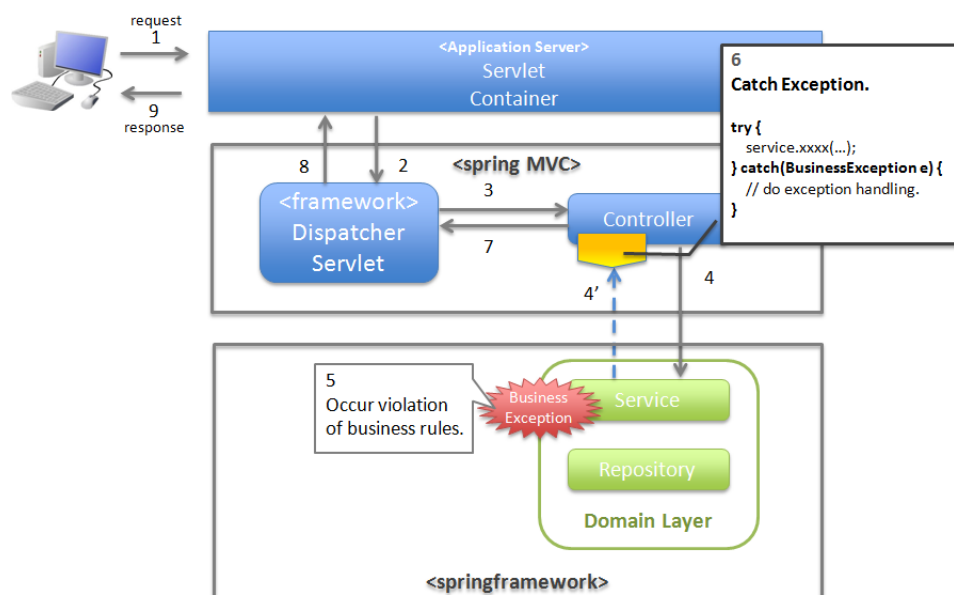 request
1
9
response
<Application Server>
Servlet
Container
6
Catch Exception.
try {
service.xxxx(...);
} catch(BusinessException e) {
// do exception handling.
}
8
2
<spring MVC>
<framework>
Dispatcher
Servlet
3
7
Controller
4'
4
5
Occur violation
of business rules.
Business
Exception
Service
Repository
Domain Layer
<springframework>